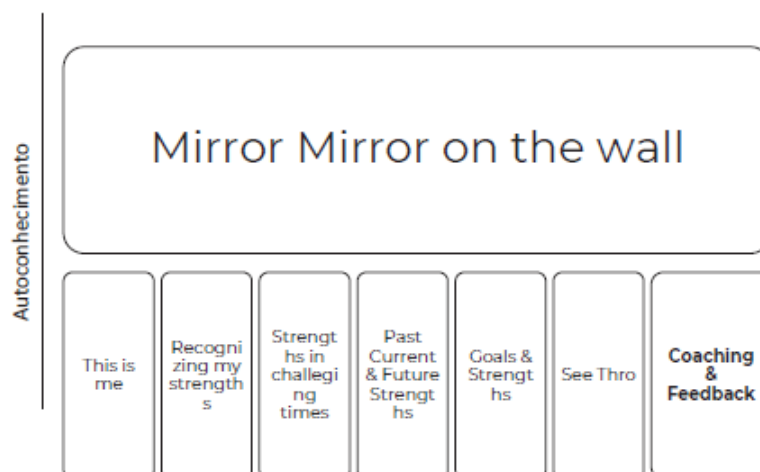 Autoconhecimento
Mirror Mirror on the wall
This is
me
Recogni
zing my
strength
s
Strengt
hs in
challegi
ng
times
Past
Current
& Future
Strengt
hs
Goals &
Strengt
hs
See Thro
Coaching
&
Feedback